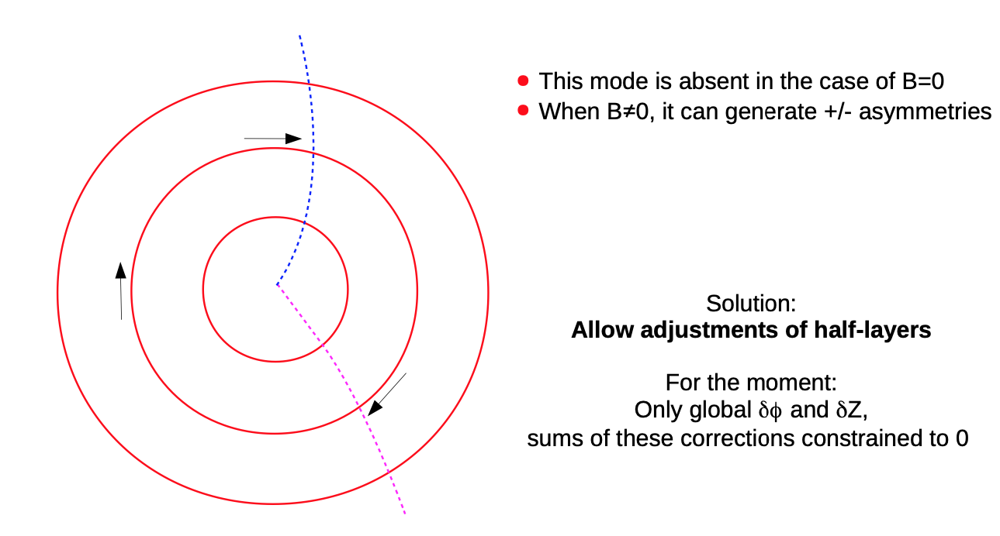 This mode is absent in the case of B=0
When B≠0, it can generate +/- asymmetries
Solution:
Allow adjustments of half-layers
For the moment:
Only global δϕ and δZ,
sums of these corrections constrained to 0